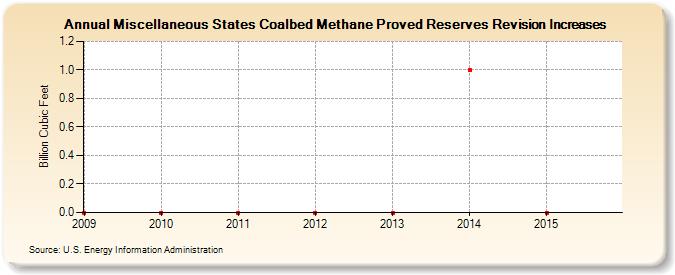 Annual Miscellaneous States Coalbed Methane Proved Reserves Revision Increases
Billion Cubic Feet
1.2
1.0
0.8
0.6
0.4
0.2
0.0
2009 2010 2011 2012 2013 2014 2015
Source: U.S. Energy Information Administration